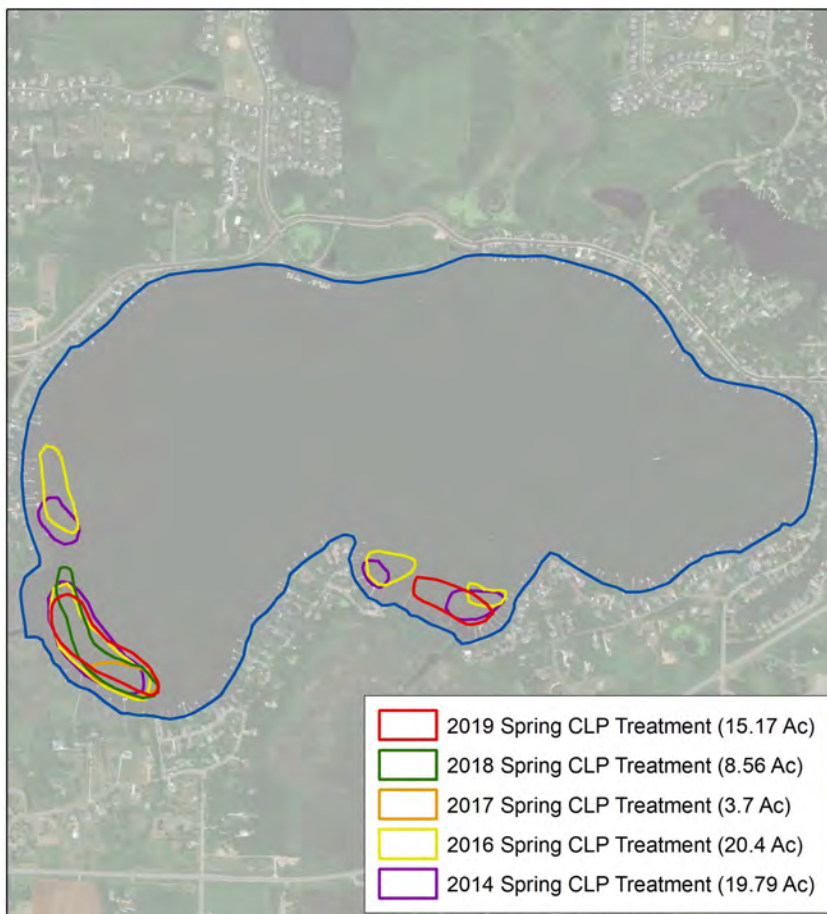 2019 Spring CLP Treatment (15.17 Ac)
2018 Spring CLP Treatment (8.56 Ac)
2017 Spring CLP Treatment (3.7 Ac)
2016 Spring CLP Treatment (20.4 Ac)
2014 Spring CLP Treatment (19.79 Ac)